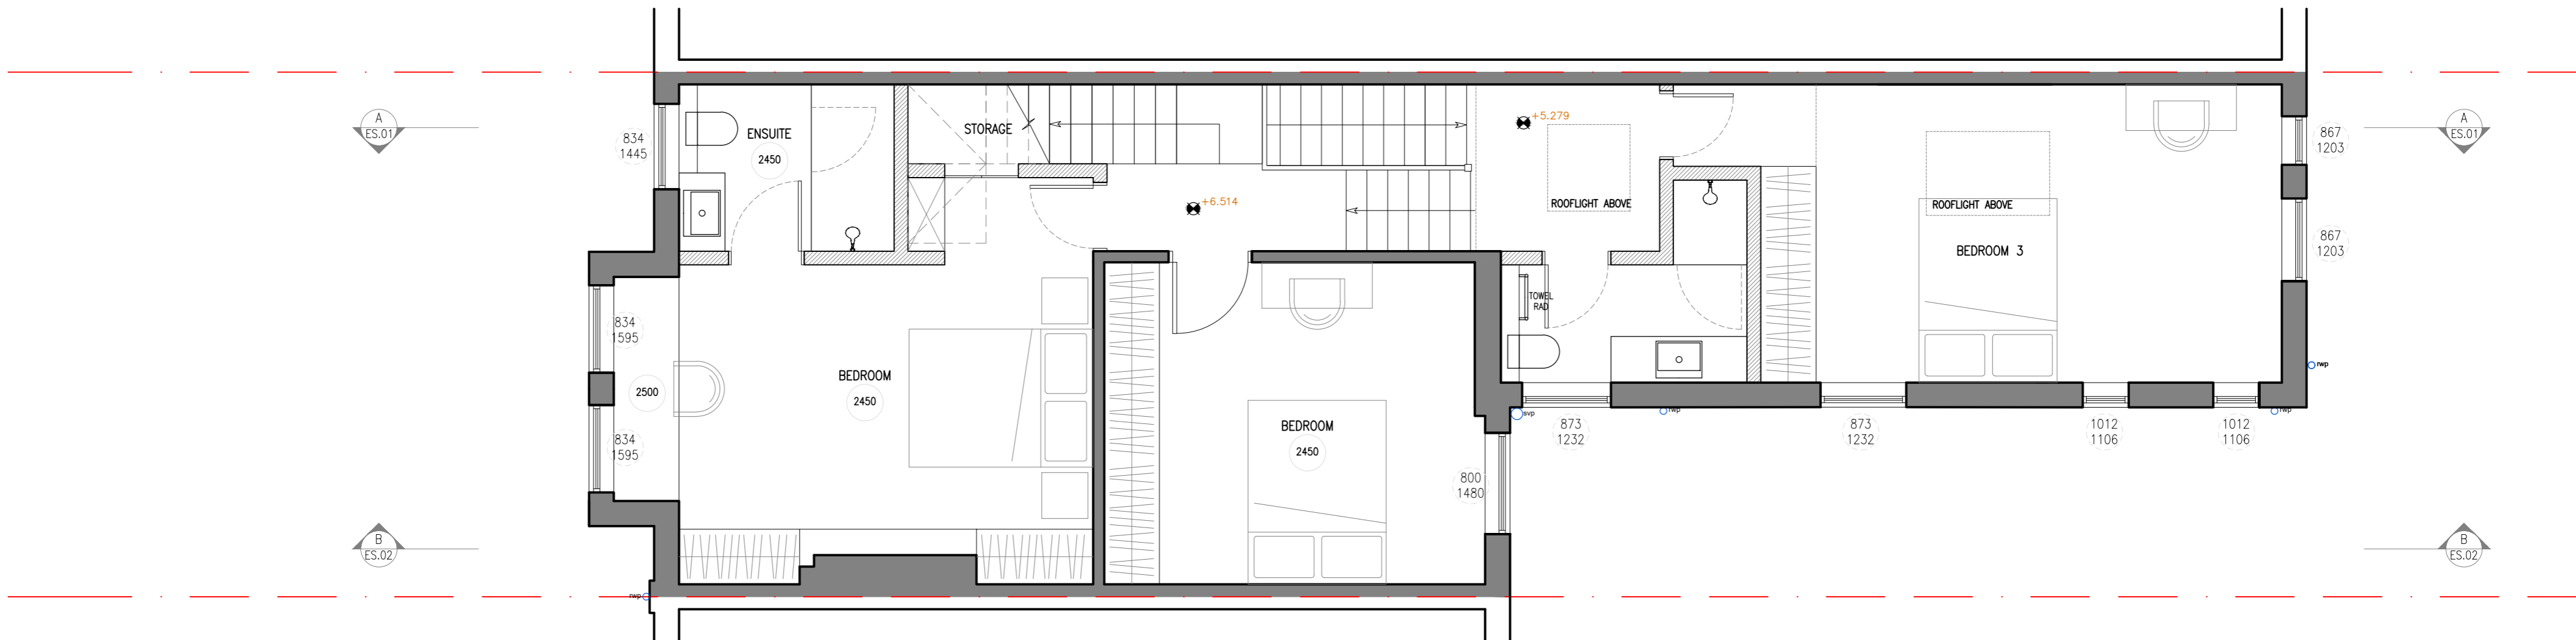 A
ES.01
834
1445
ENSUITE
2450
STORAGE
+6.514
+5.279
ROOFLIGHT ABOVE
ROOFLIGHT ABOVE
BEDROOM 3
867
1203
867
1203
A
ES.01
834
1595
2500
834
1595
BEDROOM
2450
BEDROOM
2450
TOWEL
RAD
800
1480
svp
873
1232
rwp
873
1232
1012
1106
1012
1106
rwp
rwp
B
ES.02
rwp
B
ES.02